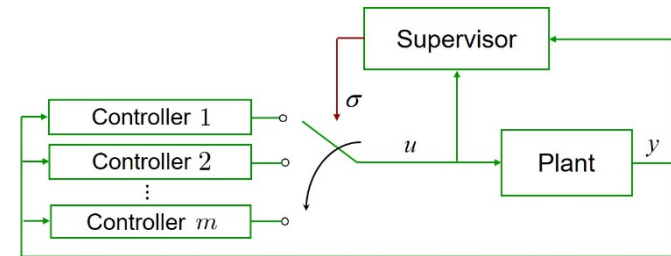 Supervisor
σ
Controller 1
Controller 2
⋮
Controller m
u
Plant
y